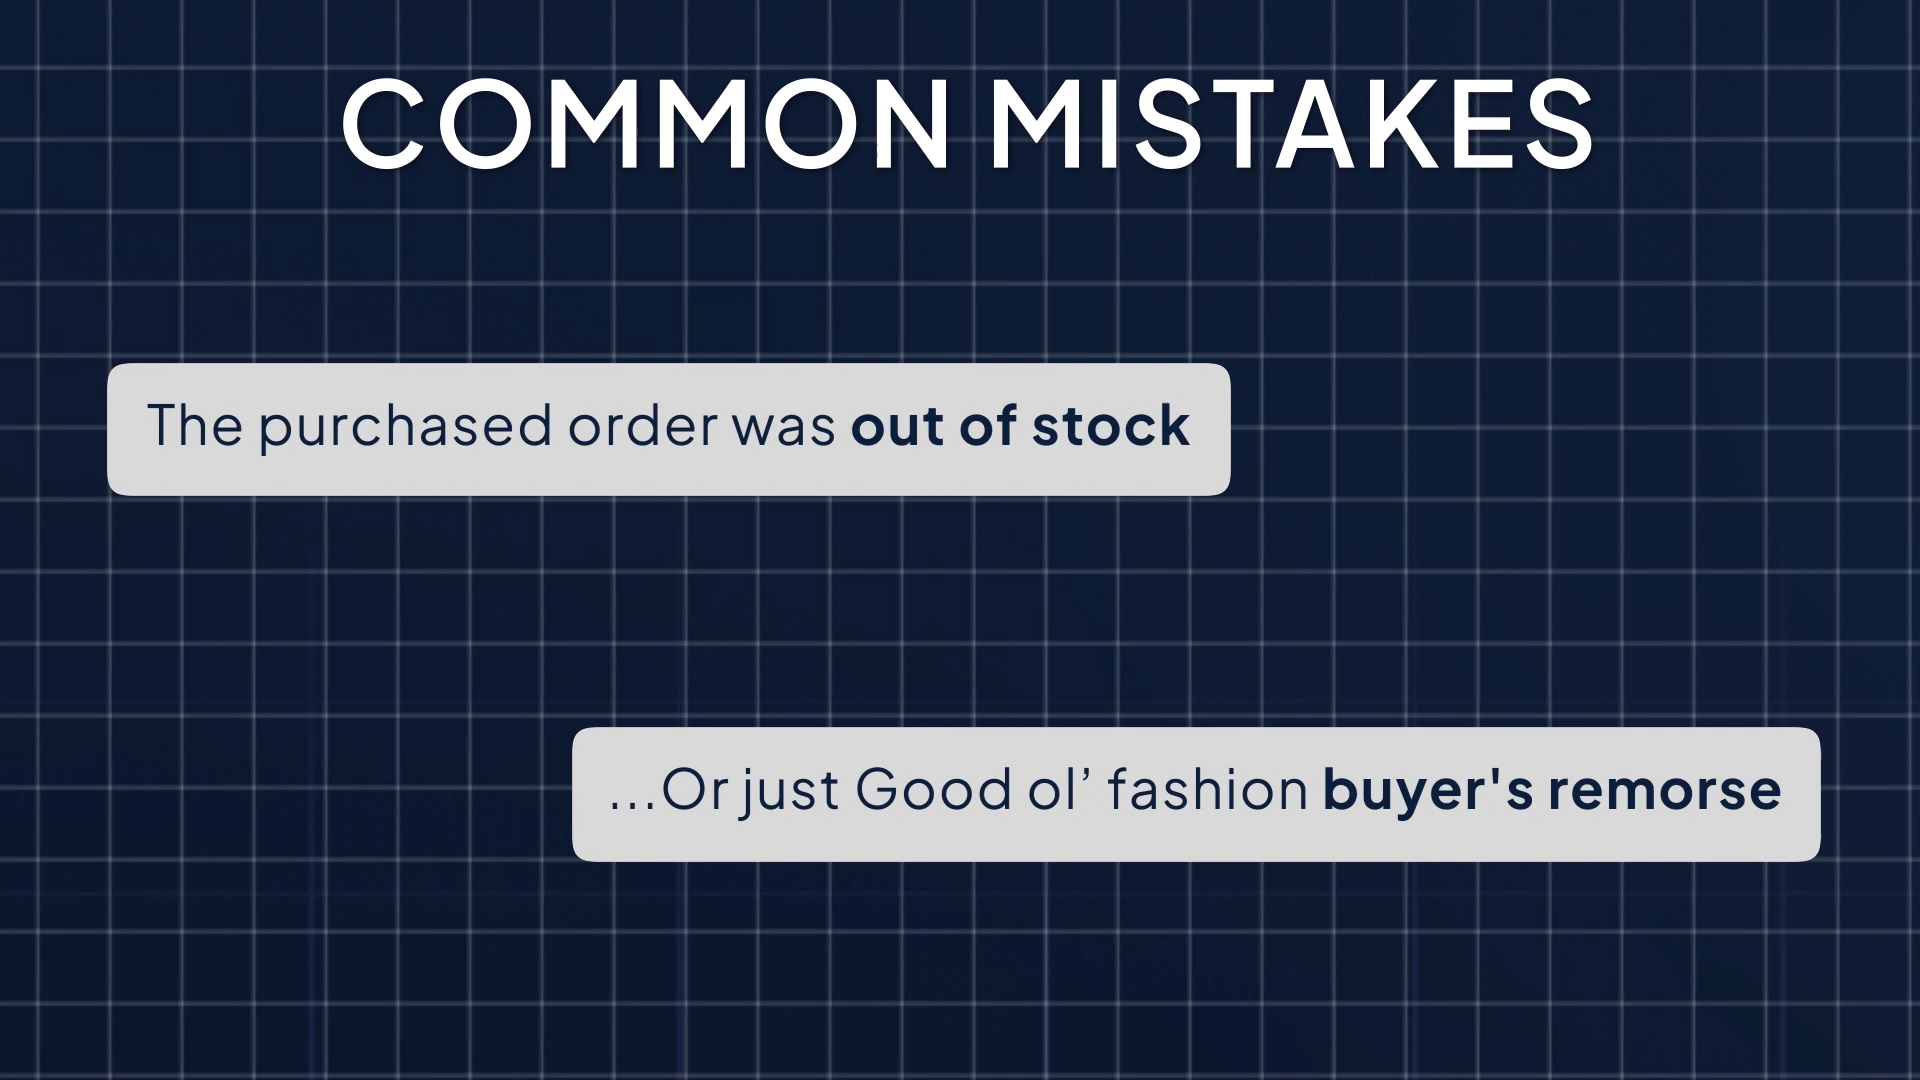 COMMON MISTAKES
The purchased order was out of stock
...Or just Good ol’ fashion buyer's remorse